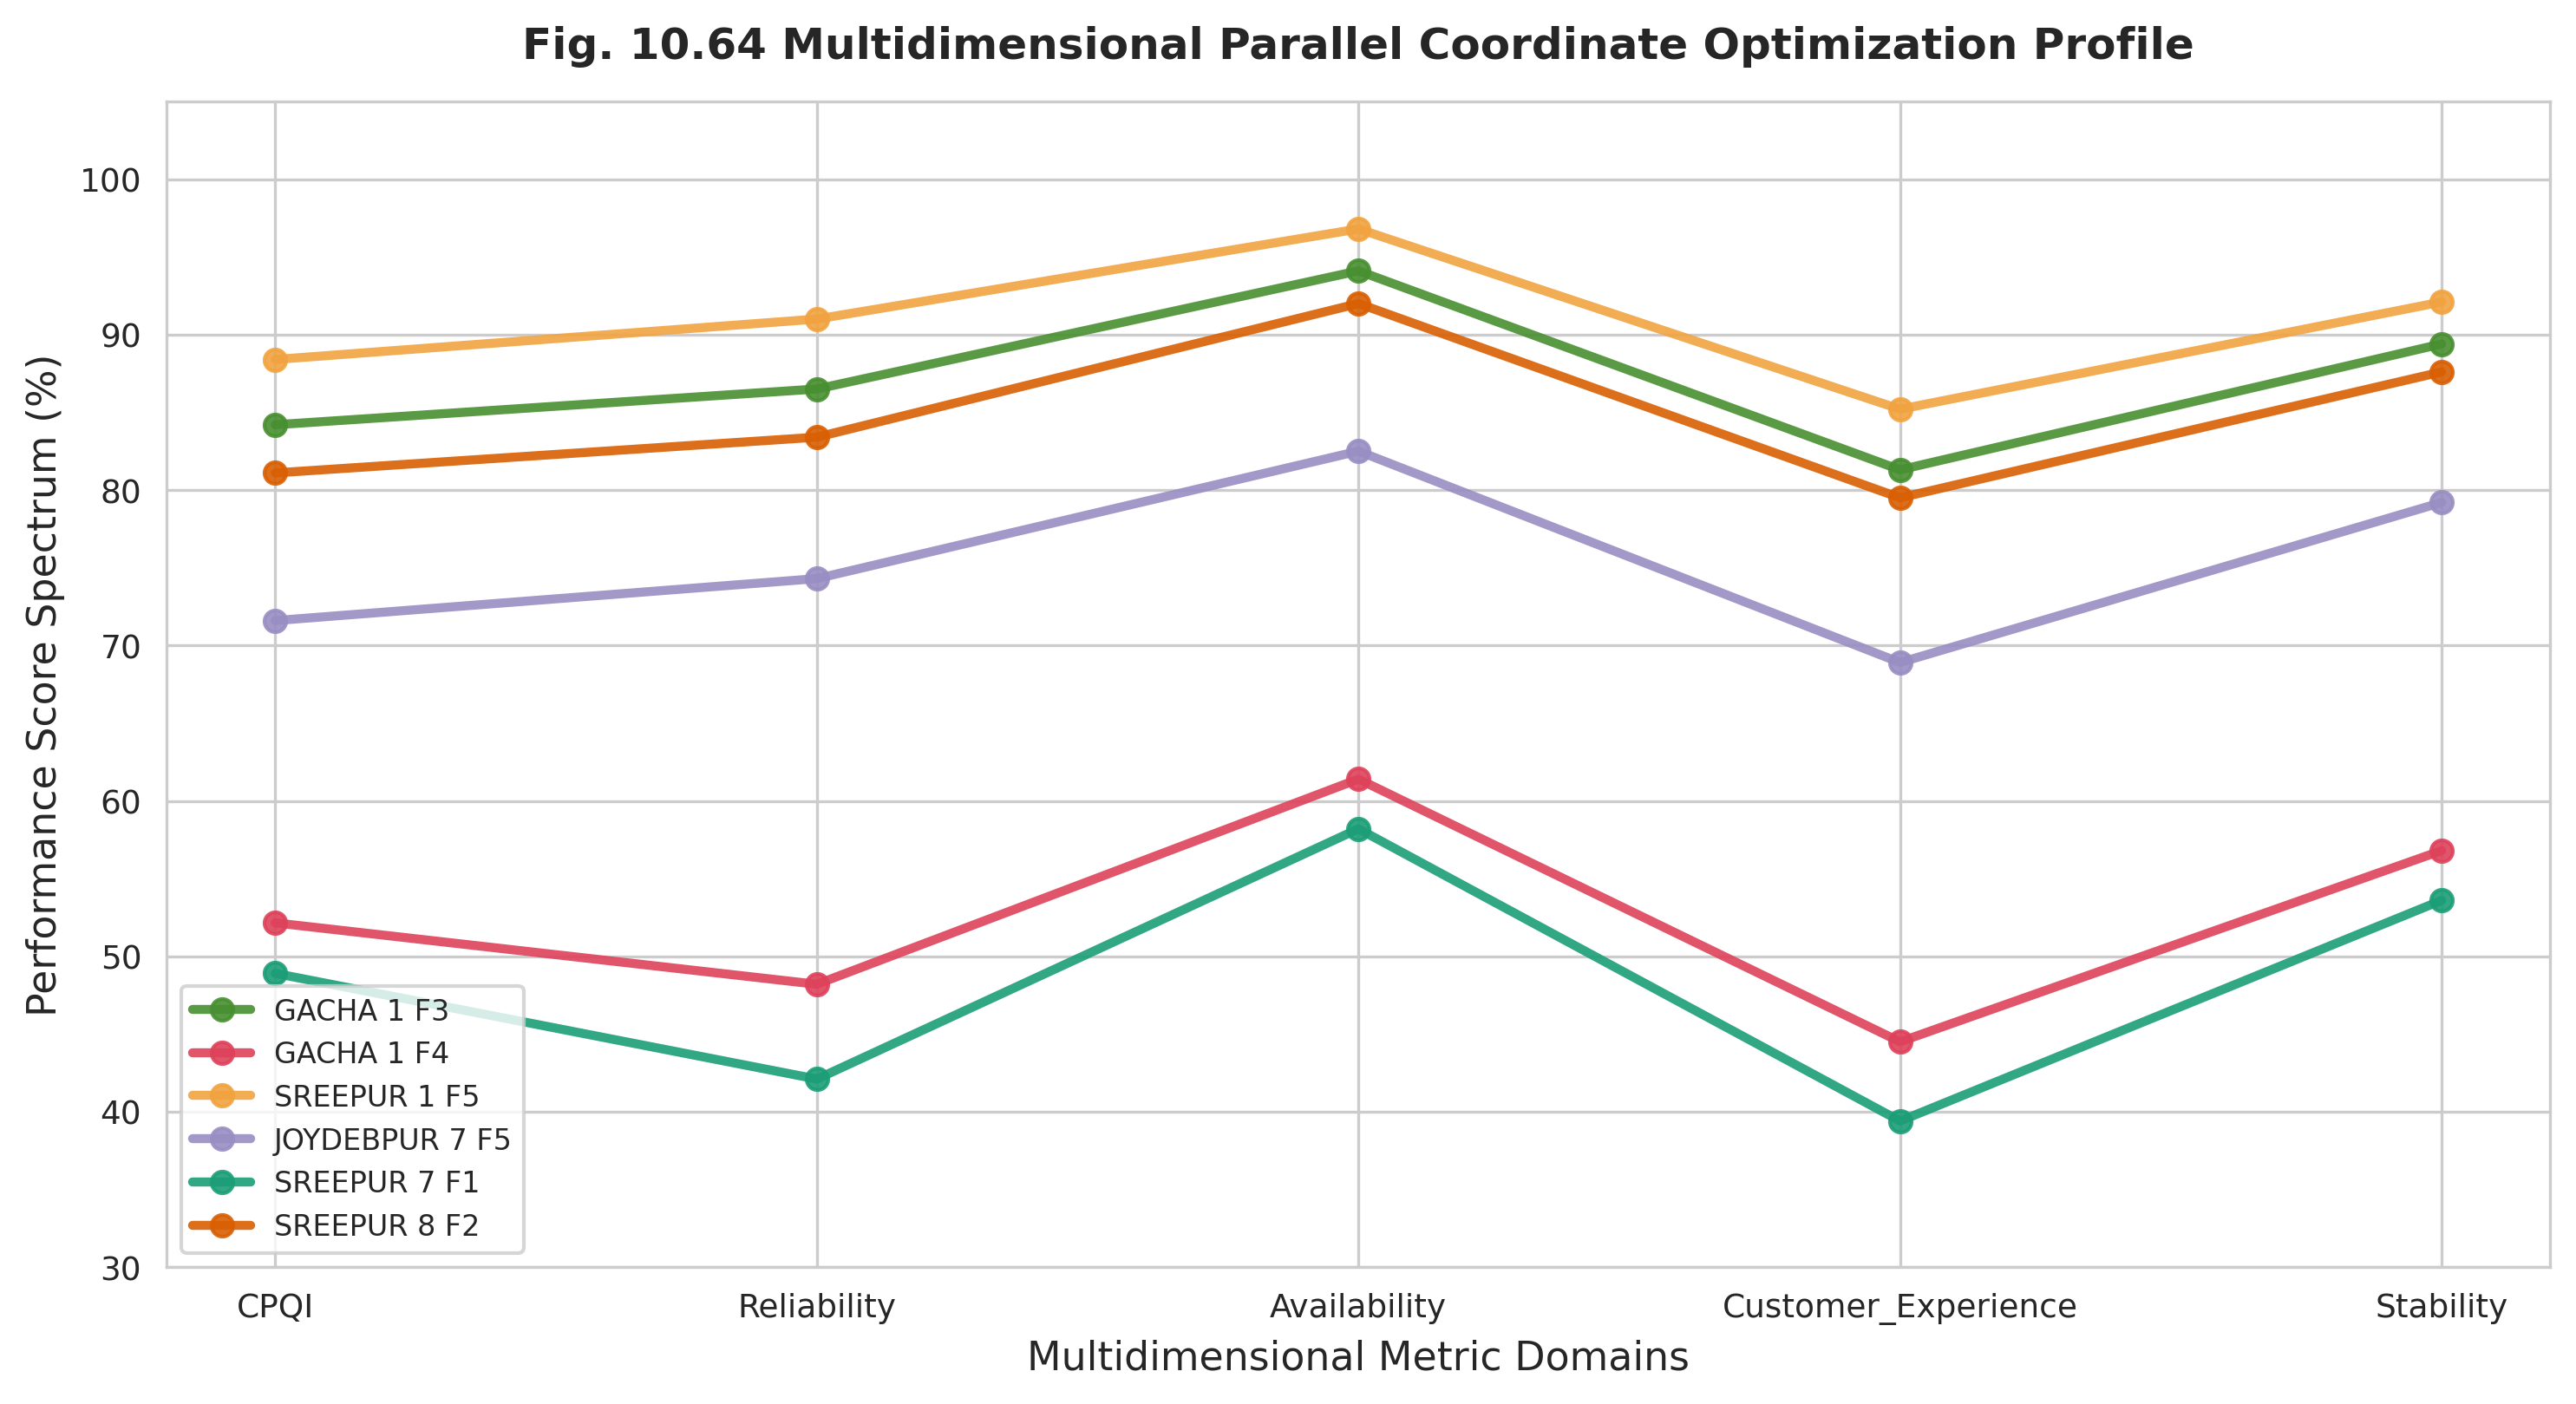 Fig. 10.64 Multidimensional Parallel Coordinate Optimization Profile
Performance Score Spectrum (%)
100
90
80
70
60
50
40
30
GACHA 1 F3
GACHA 1 F4
SREEPUR 1 F5
JOYDEBPUR 7 F5
SREEPUR 7 F1
SREEPUR 8 F2
CPQI Reliability Availability Customer_Experience Stability
Multidimensional Metric Domains